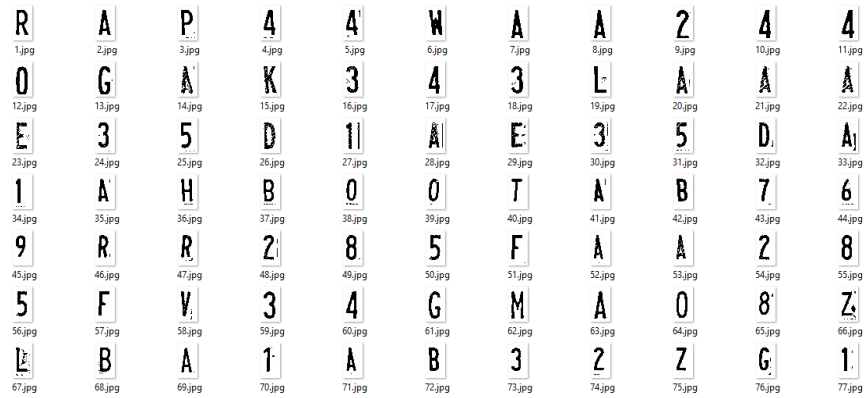 R A P 4 4 W A A 2 4 4
1.jpg 2.jpg 3.jpg 4.jpg 5.jpg 6.jpg 7.jpg 8.jpg 9.jpg 10.jpg 11.jpg
0 G A K 3 4 3 L A A A
12.jpg 13.jpg 14.jpg 15.jpg 16.jpg 17.jpg 18.jpg 19.jpg 20.jpg 21.jpg 22.jpg
E 3 5 D 1 A E 3 5 D A
23.jpg 24.jpg 25.jpg 26.jpg 27.jpg 28.jpg 29.jpg 30.jpg 31.jpg 32.jpg 33.jpg
1 A H B 0 0 T A B 7 6
34.jpg 35.jpg 36.jpg 37.jpg 38.jpg 39.jpg 40.jpg 41.jpg 42.jpg 43.jpg 44.jpg
9 R R 2 8 5 F A A 2 8
45.jpg 46.jpg 47.jpg 48.jpg 49.jpg 50.jpg 51.jpg 52.jpg 53.jpg 54.jpg 55.jpg
5 F V 3 4 G M A 0 8 Z
56.jpg 57.jpg 58.jpg 59.jpg 60.jpg 61.jpg 62.jpg 63.jpg 64.jpg 65.jpg 66.jpg
L B A 1 A B 3 2 Z G 1
67.jpg 68.jpg 69.jpg 70.jpg 71.jpg 72.jpg 73.jpg 74.jpg 75.jpg 76.jpg 77.jpg